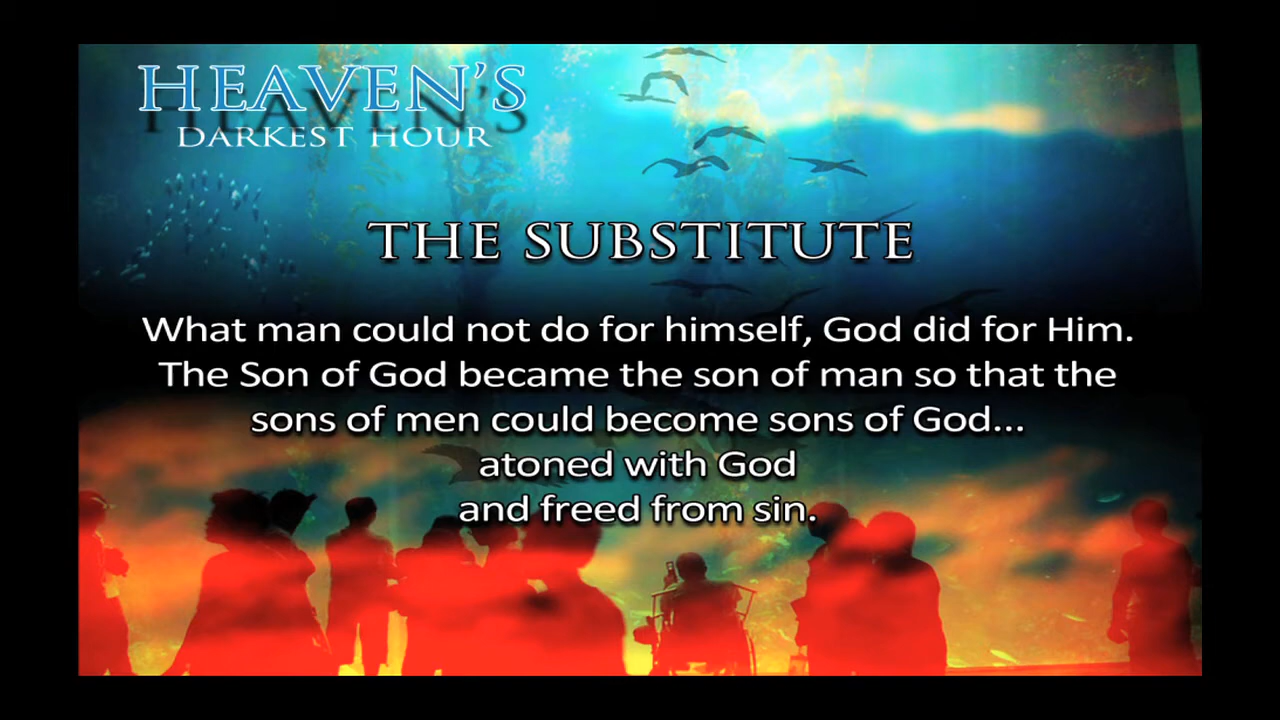 HEAVEN'S
DARKEST HOUR
THE SUBSTITUTE
What man could not do for himself, God did for Him.
The Son of God became the son of man so that the
sons of men could become sons of God...
atoned with God
and freed from sin.